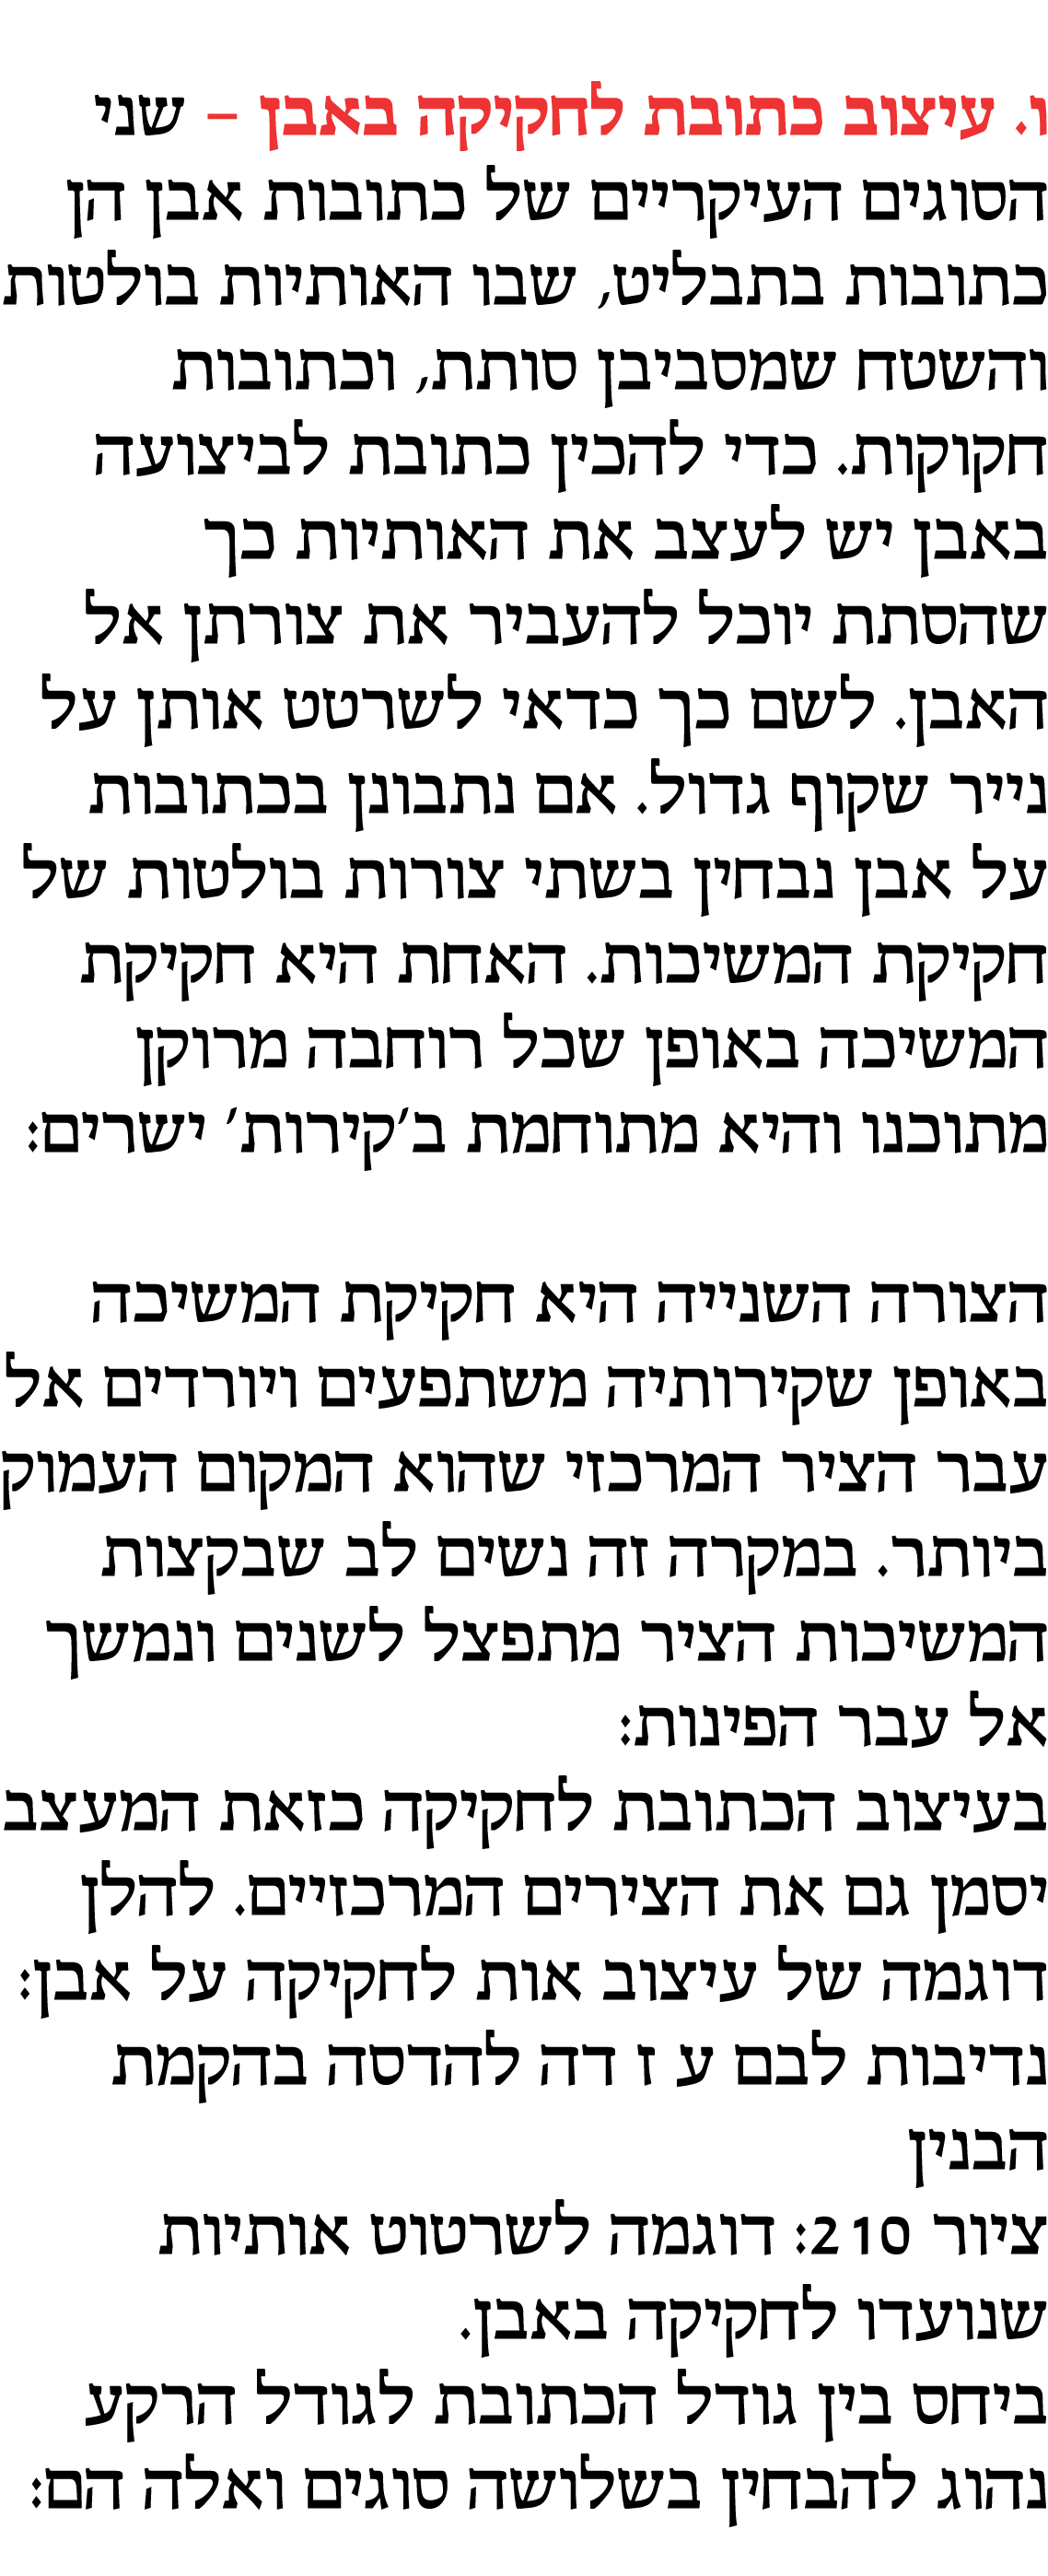 ו. עיצוב כתובת לחקיקה באבן – שני
הסוגים העיקריים של כתובות אבן הן
כתובות בתבליט, שבו האותיות בולטות
והשטח שמסביבן סותת, וכתובות
חקוקות. כדי להכין כתובת לביצועה
באבן יש לעצב את האותיות כך
שהסתת יוכל להעביר את צורתן אל
האבן. לשם כך כדאי לשרטט אותן על
נייר שקוף גדול. אם נתבונן בכתובות
על אבן נבחין בשתי צורות בולטות של
חקיקת המשיכות. האחת היא חקיקת
המשיכה באופן שכל רוחבה מרוקן
מתוכנו והיא מתוחמת ב'קירות' ישרים:
הצורה השנייה היא חקיקת המשיכה
באופן שקירותיה משתפעים ויורדים אל
עבר הציר המרכזי שהוא המקום העמוק
ביותר. במקרה זה נשים לב שבקצות
המשיכות הציר מתפצל לשנים ונמשך
אל עבר הפינות:
בעיצוב הכתובת לחקיקה כזאת המעצב
יסמן גם את הצירים המרכזיים. להלן
דוגמה של עיצוב אות לחקיקה על אבן:
נדיבות לבם ע ז דה להדסה בהקמת
הבנין
ציור 210: דוגמה לשרטוט אותיות
שנועדו לחקיקה באבן.
ביחס בין גודל הכתובת לגודל הרקע
נהוג להבחין בשלושה סוגים ואלה הם: